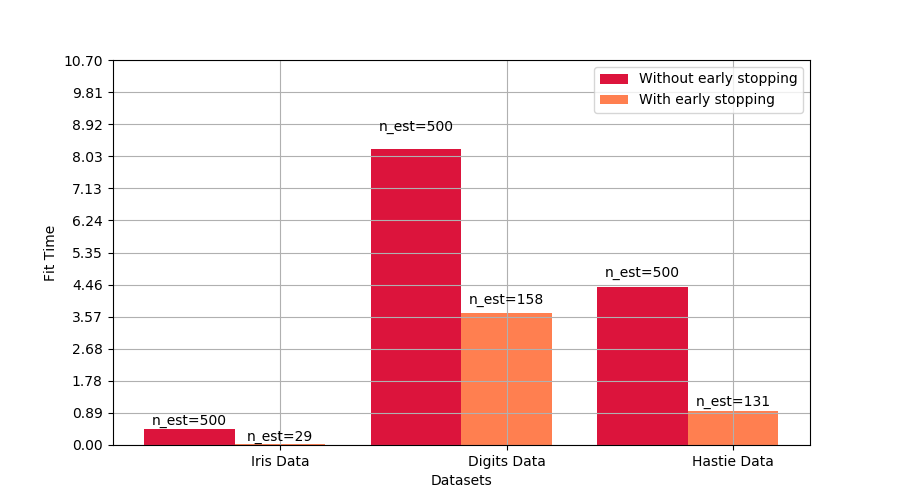 10.70
9.81
8.92
8.03
7.13
6.24
5.35
4.46
3.57
2.68
1.78
0.89
0.00
Fit Time
Without early stopping
With early stopping
n_est=500
n_est=29
n_est=500
n_est=158
n_est=500
n_est=131
Iris Data
Digits Data
Hastie Data
Datasets